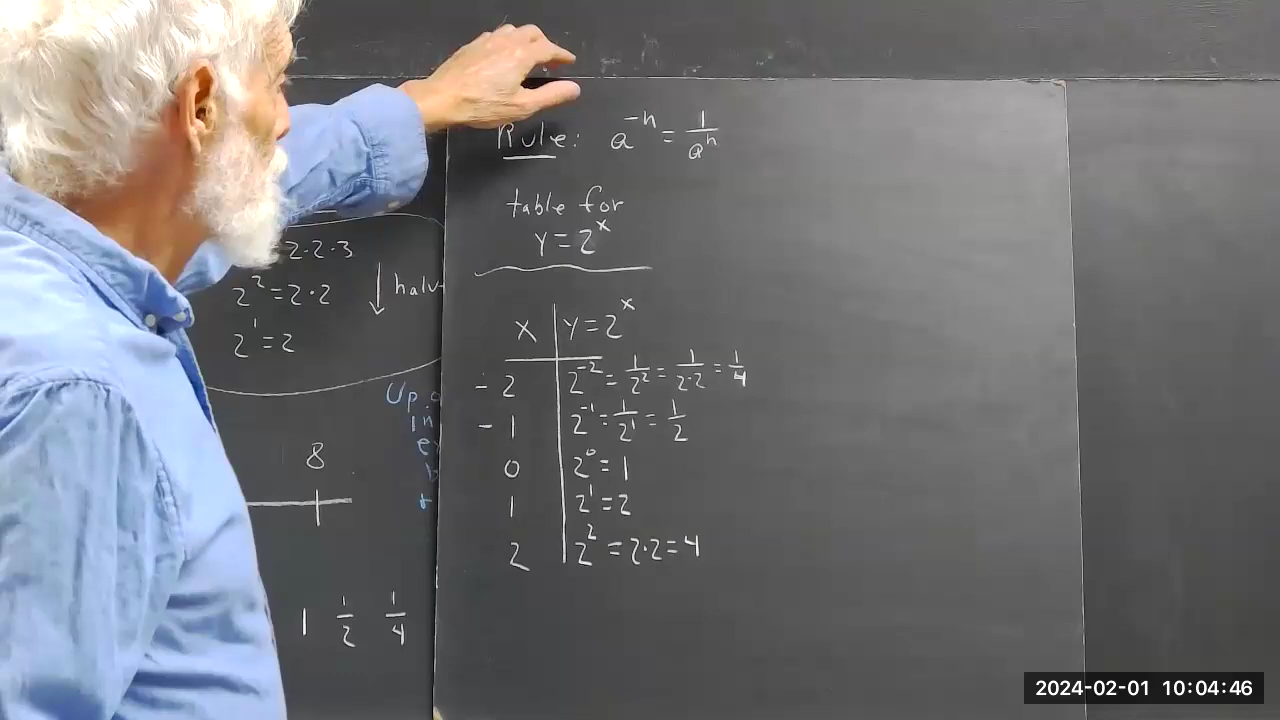 Rule: a^-n = 1/a^n
table for
y = 2^x
x | y = 2^x
-2 | 2^-2 = 1/2^2 = 1/2·2 = 1/4
-1 | 2^-1 = 1/2^1 = 1/2
0 | 2^0 = 1
1 | 2^1 = 2
2 | 2^2 = 2·2 = 4
2·2·3
2^2 = 2·2
2^1 = 2
↓
8
1 1/2 1/4
2024-02-01 10:04:46